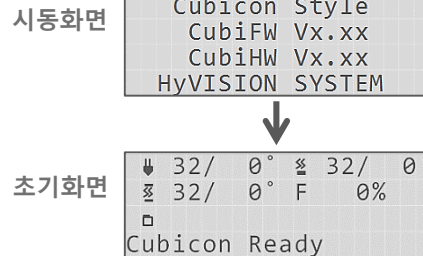 시동화면
Cubicon Style
CubiFW Vx.xx
CubiHW Vx.xx
HyVISION SYSTEM
초기화면
32/ 0° 32/ 0
32/ 0° F 0%
Cubicon Ready